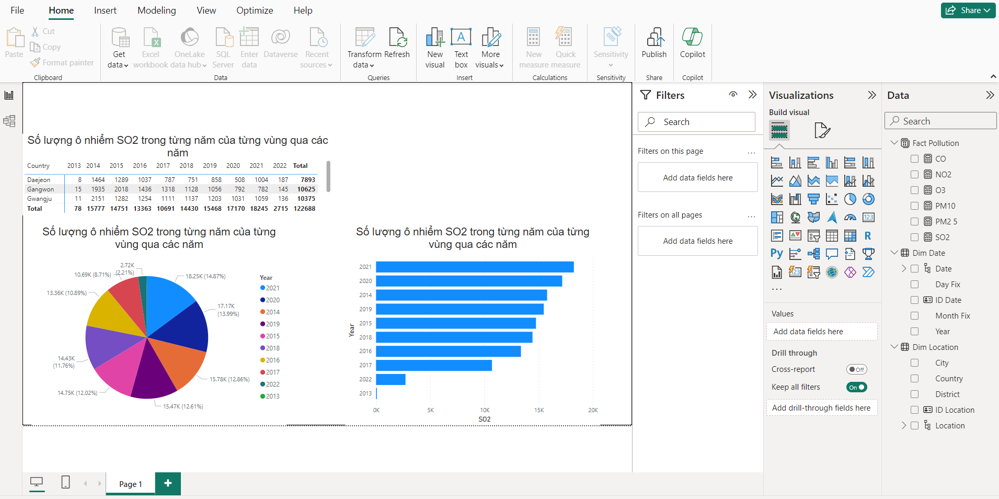 File Home Insert Modeling View Optimize Help Share
Paste
Cut
Copy
Format painter
Clipboard
Get data
Excel workbook
OneLake data hub
SQL Server
Enter data
Dataverse
Recent sources
Data
Transform data
Refresh
Queries
New visual
Text box
More visuals
Insert
New measure
Quick measure
Calculations
Sensitivity
Sensitivity
Publish
Share
Copilot
Copilot
Số lượng ô nhiễm SO2 trong từng năm của từng vùng qua các
năm
Country 2013 2014 2015 2016 2017 2018 2019 2020 2021 2022 Total
Daejeon 8 1464 1289 1037 787 751 858 508 1004 187 7893
Gangwon 15 1935 2018 1436 1318 1128 1056 792 782 145 10625
Gwangju 11 2151 1282 1254 1111 1137 1203 1031 1059 136 10375
Total 78 15777 14751 13363 10691 14430 15468 17170 18245 2715 122688
Số lượng ô nhiễm SO2 trong từng năm của từng
vùng qua các năm
2.72K
(2.21%)
10.69K (8.71%)
18.25K (14.87%)
13.36K (10.89%)
17.17K
(13.99%)
14.43K
(11.76%)
15.78K (12.86%)
14.75K (12.02%)
15.47K (12.61%)
Year
2021
2020
2014
2019
2015
2018
2016
2017
2022
2013
Số lượng ô nhiễm SO2 trong từng năm của từng
vùng qua các năm
Year
2021
2020
2014
2019
2015
2018
2016
2017
2022
2013
0K 5K 10K 15K 20K
SO2
Page 1
Filters
Search
Filters on this page ...
Add data fields here
Filters on all pages ...
Add data fields here
Visualizations
Build visual
123
R
Py
123
...
Values
Add data fields here
Drill through
Cross-report Off
Keep all filters On
Add drill-through fields here
Data
Search
Fact Pollution
CO
NO2
O3
PM10
PM2 5
SO2
Dim Date
Date
Day Fix
ID Date
Month Fix
Year
Dim Location
City
Country
District
ID Location
Location